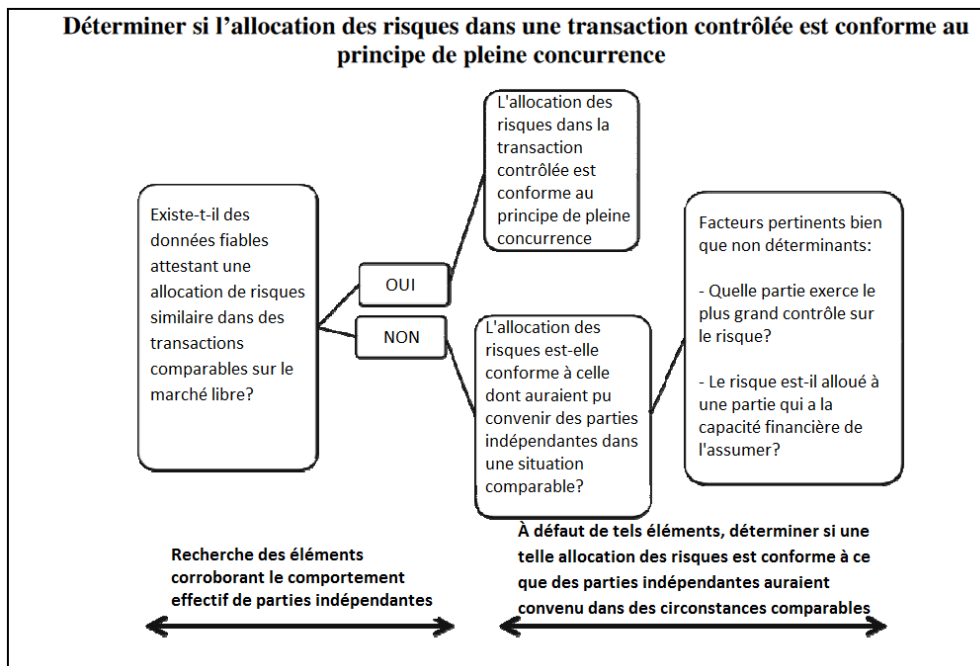 Déterminer si l'allocation des risques dans une transaction contrôlée est conforme au
principe de pleine concurrence
Existe-t-il des
données fiables
attestant une
allocation de risques
similaire dans des
transactions
comparables sur le
marché libre?
OUI
NON
L'allocation des
risques dans la
transaction
contrôlée est
conforme au
principe de pleine
concurrence
L'allocation des
risques est-elle
conforme à celle
dont auraient pu
convenir des parties
indépendantes dans
une situation
comparable?
Facteurs pertinents bien
que non déterminants:
- Quelle partie exerce le
plus grand contrôle sur
le risque?
- Le risque est-il alloué à
une partie qui a la
capacité financière de
l'assumer?
Recherche des éléments
corroborant le comportement
effectif de parties indépendantes
À défaut de tels éléments, déterminer si une
telle allocation des risques est conforme à ce
que des parties indépendantes auraient
convenu dans des circonstances comparables